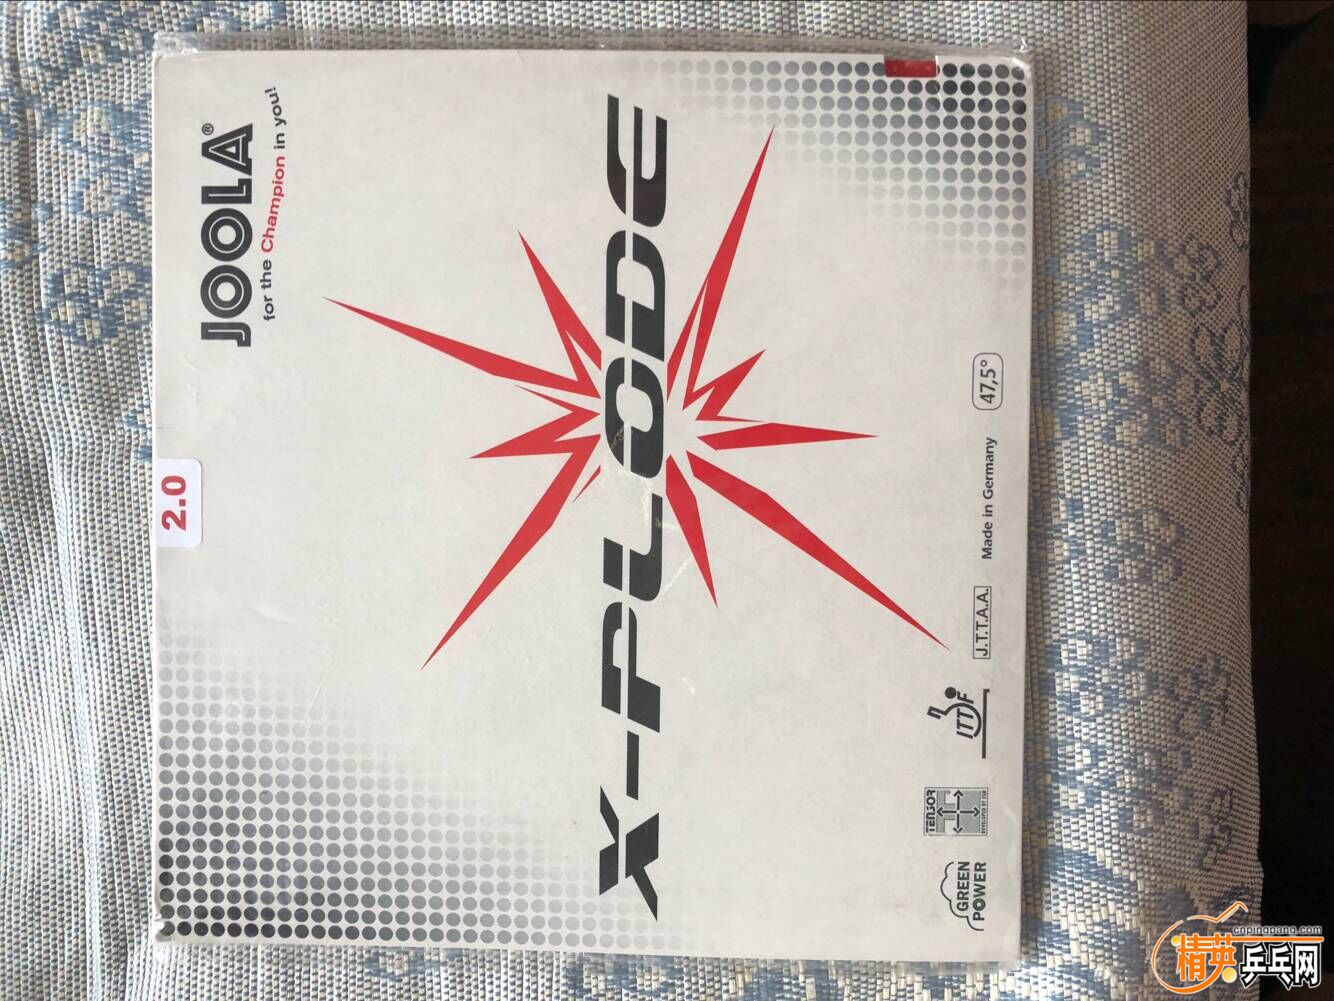 JOOLA®
for the Champion in you!
2.0
X-PLODE
GREEN
POWER
TENSOR
DEVELOPED BY ESN
ITTF
J.T.T.A.A.
Made in Germany
47,5°
cnpingpang.com
精英乒乓网